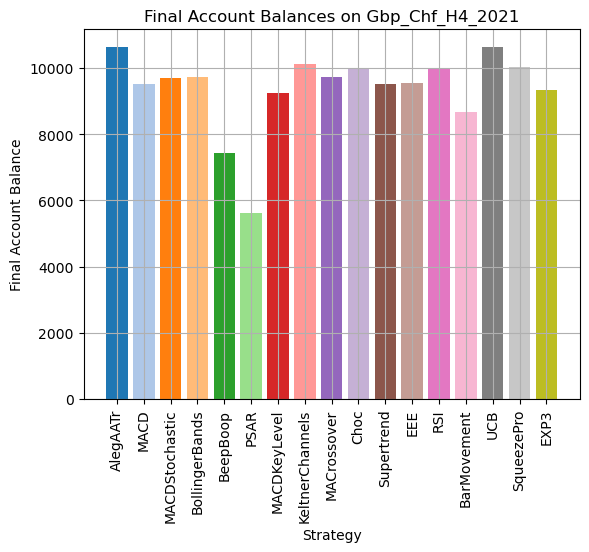 Final Account Balances on Gbp_Chf_H4_2021
Final Account Balance
10000
8000
6000
4000
2000
0
AlegAATr
MACD
MACDStochastic
BollingerBands
BeepBoop
PSAR
MACDKeyLevel
KeltnerChannels
MACrossover
Choc
Supertrend
EEE
RSI
BarMovement
UCB
SqueezePro
EXP3
Strategy